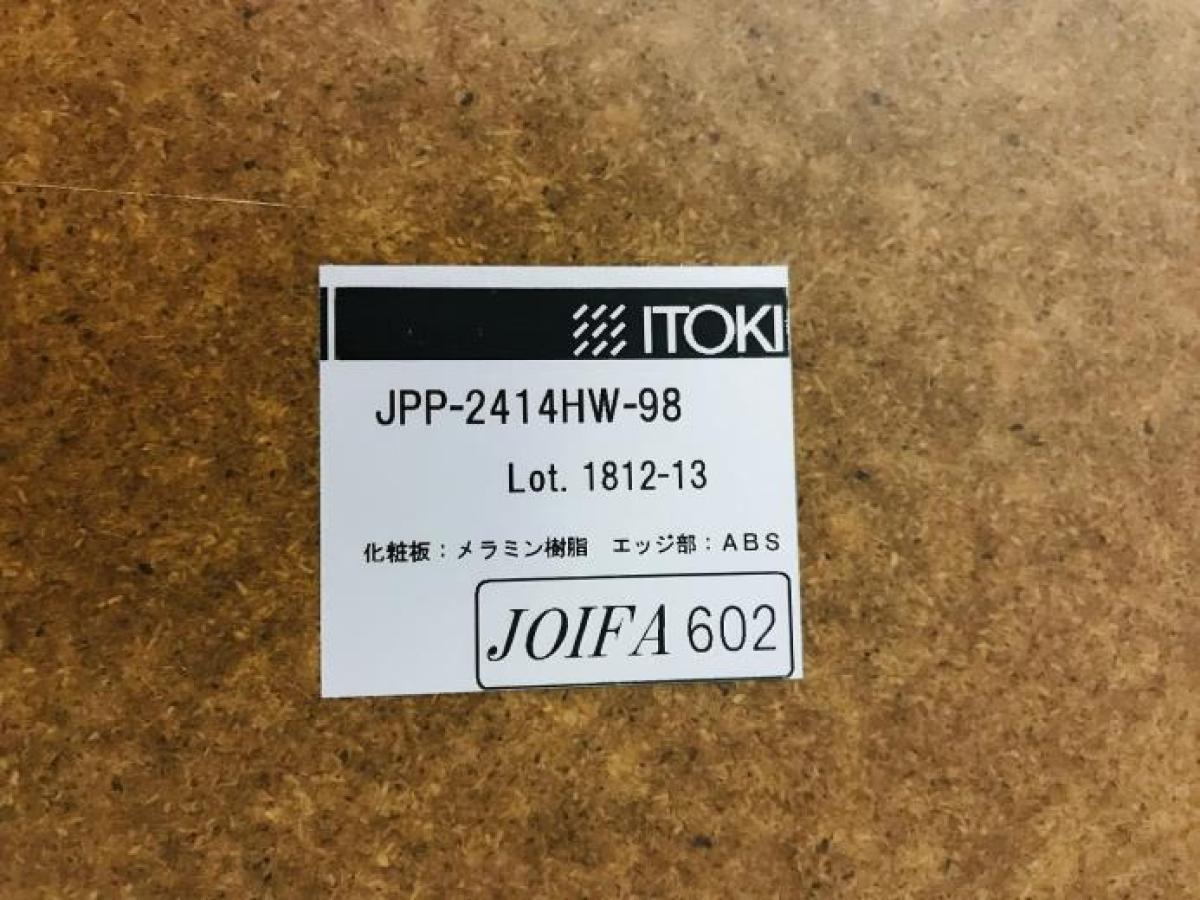 ITOKI
JPP-2414HW-98
Lot. 1812-13
化粧板：メラミン樹脂　エッジ部：ＡＢＳ
JOIFA 602